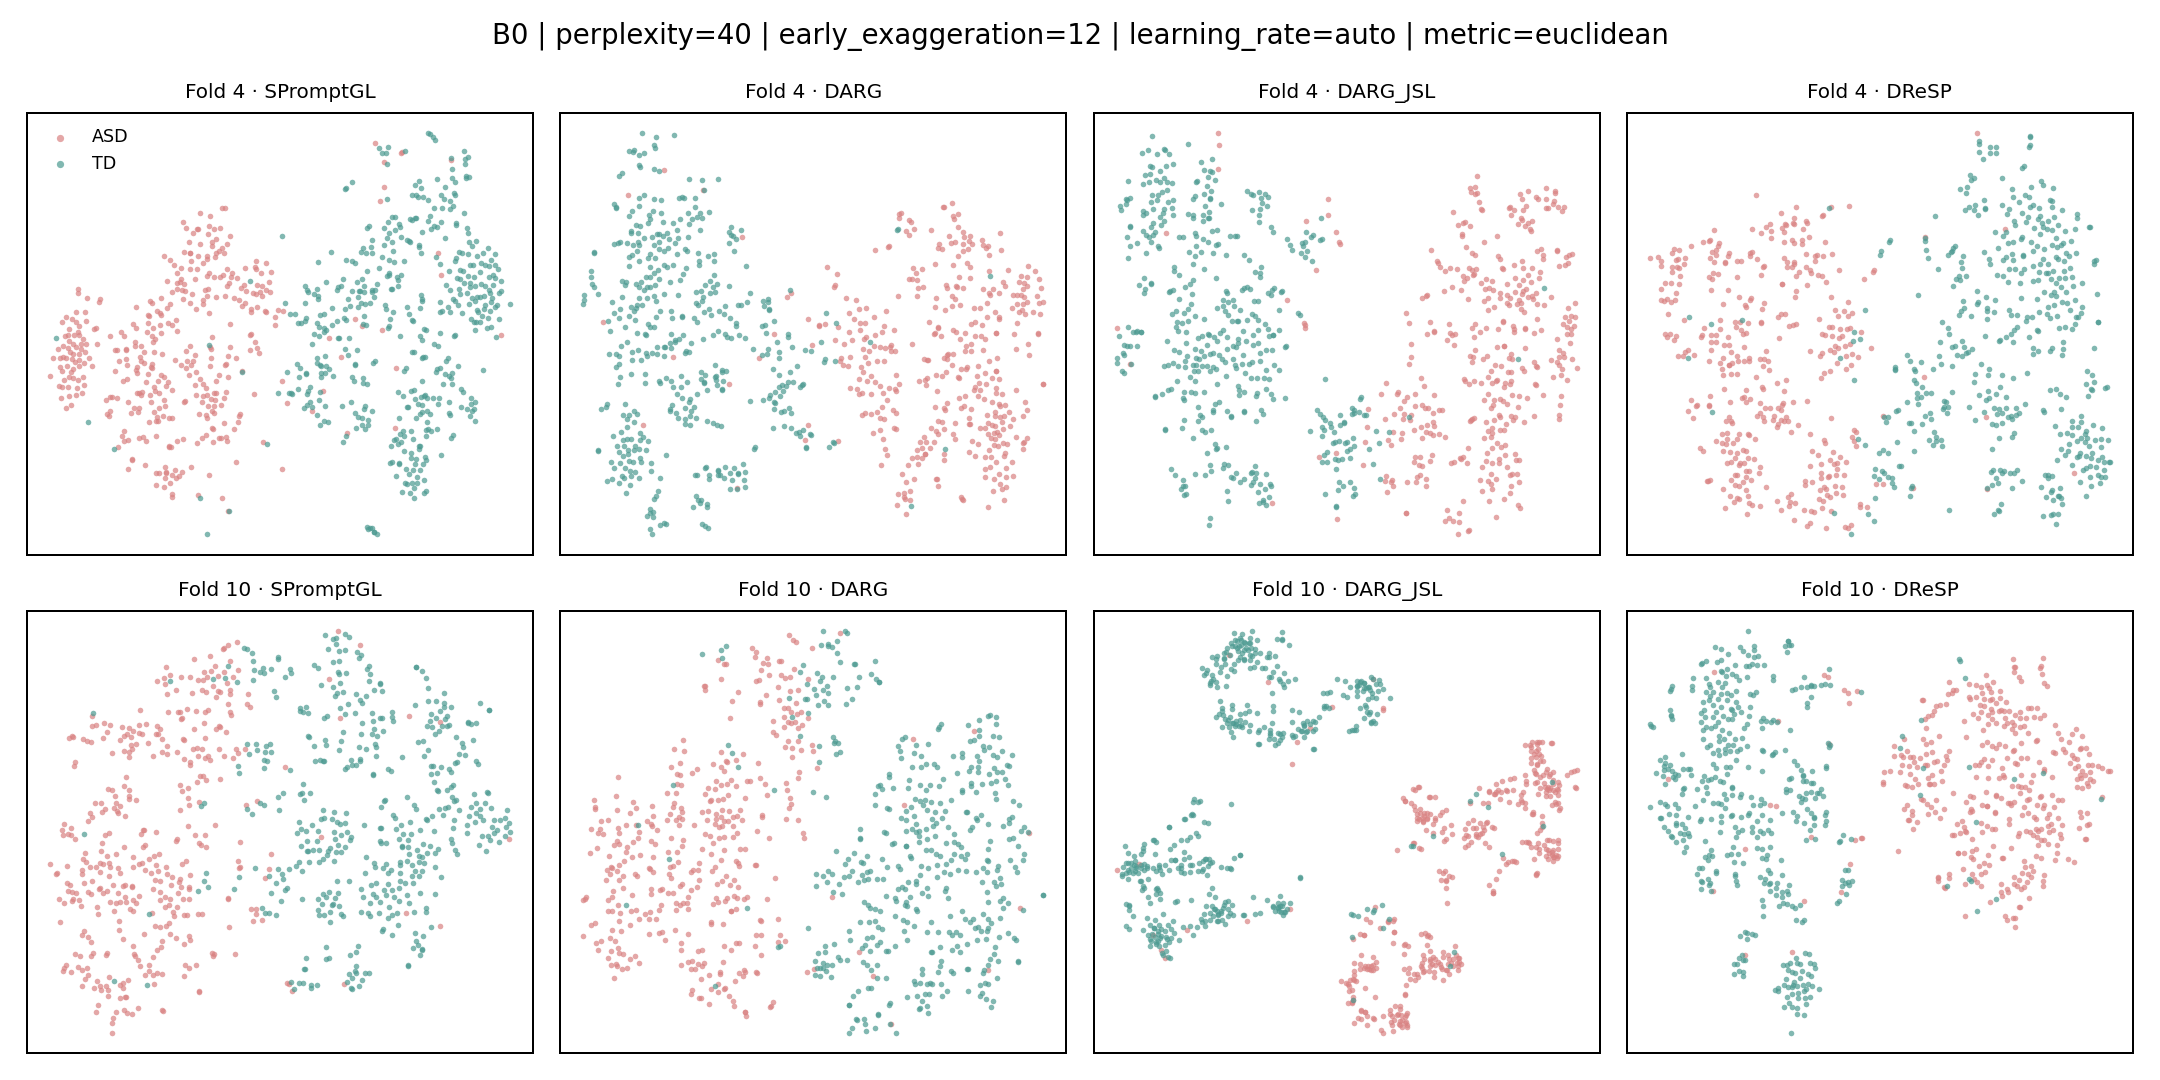 B0 | perplexity=40 | early_exaggeration=12 | learning_rate=auto | metric=euclidean
Fold 4 · SPromptGL
Fold 4 · DARG
Fold 4 · DARG_JSL
Fold 4 · DReSP
ASD
TD
Fold 10 · SPromptGL
Fold 10 · DARG
Fold 10 · DARG_JSL
Fold 10 · DReSP